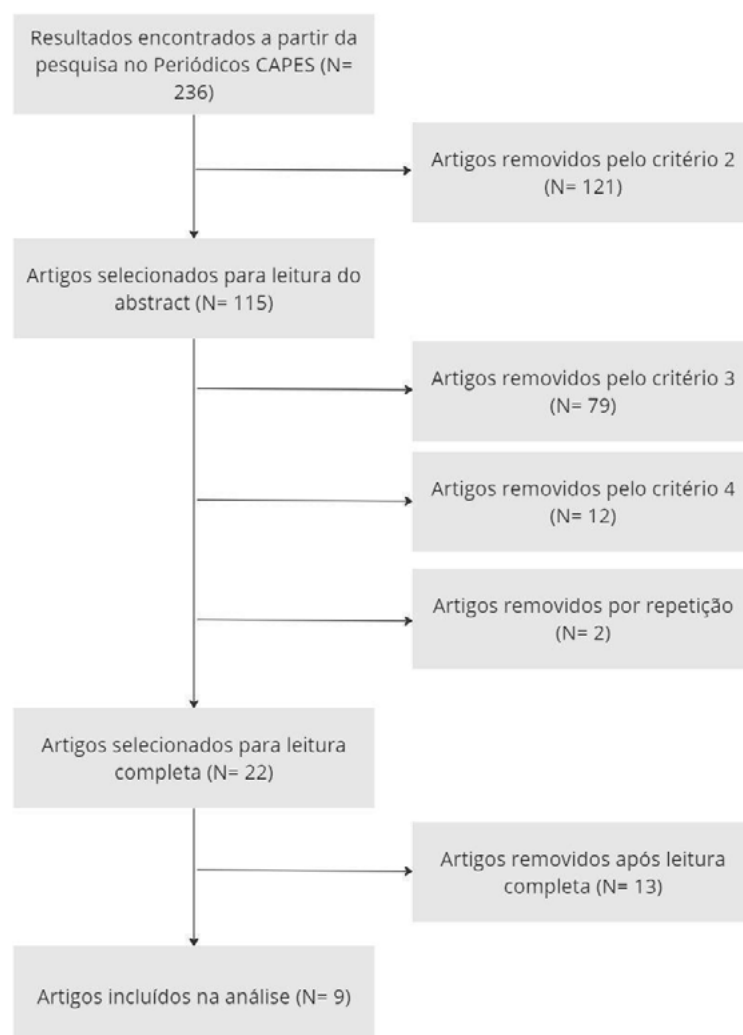 Resultados encontrados a partir da
pesquisa no Periódicos CAPES (N=
236)
Artigos removidos pelo critério 2
(N= 121)
Artigos selecionados para leitura do
abstract (N= 115)
Artigos removidos pelo critério 3
(N= 79)
Artigos removidos pelo critério 4
(N= 12)
Artigos removidos por repetição
(N= 2)
Artigos selecionados para leitura
completa (N= 22)
Artigos removidos após leitura
completa (N= 13)
Artigos incluídos na análise (N= 9)